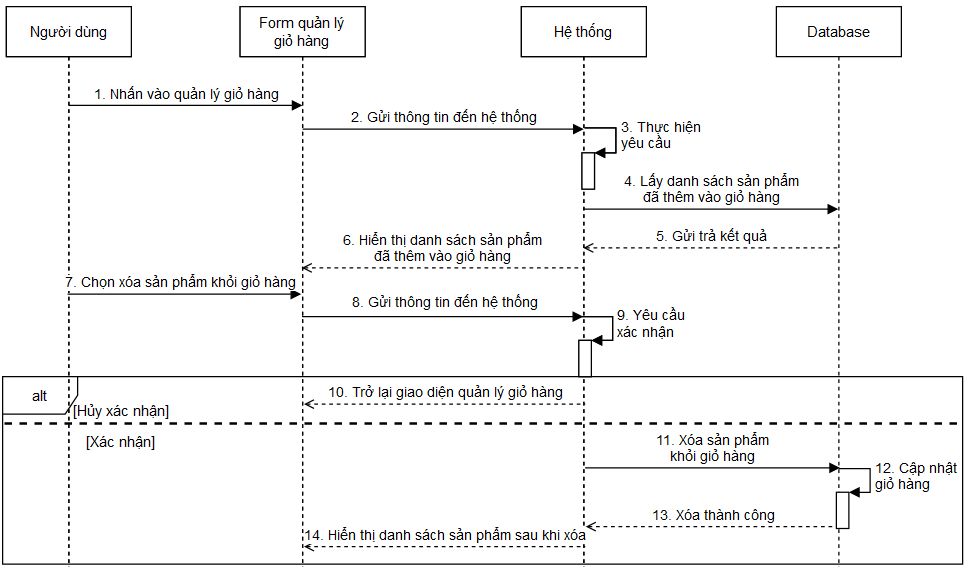 Người dùng
Form quản lý
giỏ hàng
Hệ thống
Database
1. Nhấn vào quản lý giỏ hàng
2. Gửi thông tin đến hệ thống
3. Thực hiện
yêu cầu
4. Lấy danh sách sản phẩm
đã thêm vào giỏ hàng
5. Gửi trả kết quả
6. Hiển thị danh sách sản phẩm
đã thêm vào giỏ hàng
7. Chọn xóa sản phẩm khỏi giỏ hàng
8. Gửi thông tin đến hệ thống
9. Yêu cầu
xác nhận
alt
10. Trở lại giao diện quản lý giỏ hàng
[Hủy xác nhận]
[Xác nhận]
11. Xóa sản phẩm
khỏi giỏ hàng
12. Cập nhật
giỏ hàng
13. Xóa thành công
14. Hiển thị danh sách sản phẩm sau khi xóa